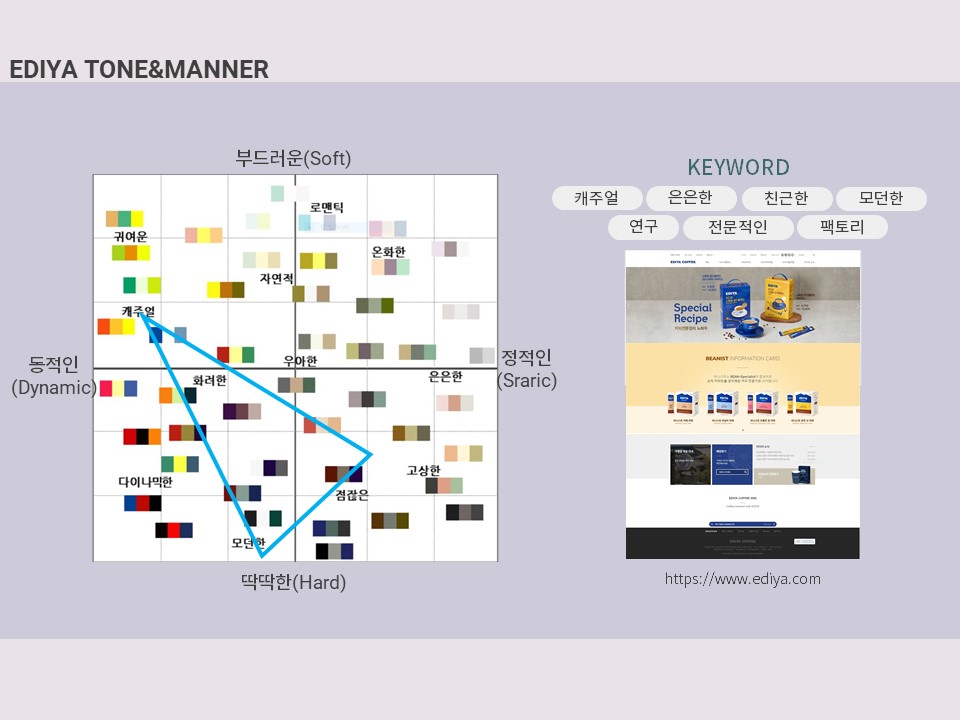 EDIYA TONE&MANNER
부드러운(Soft)
로맨틱
귀여운
온화한
자연적
캐주얼
우아한
동적인
(Dynamic)
정적인
(Sraric)
화려한
은은한
다이나믹한
고상한
점잖은
모던한
딱딱한(Hard)
KEYWORD
캐주얼
은은한
친근한
모던한
연구
전문적인
팩토리
EDIYA COFFEE
Special
Recipe
BEANIST INFORMATION CARD
https://www.ediya.com